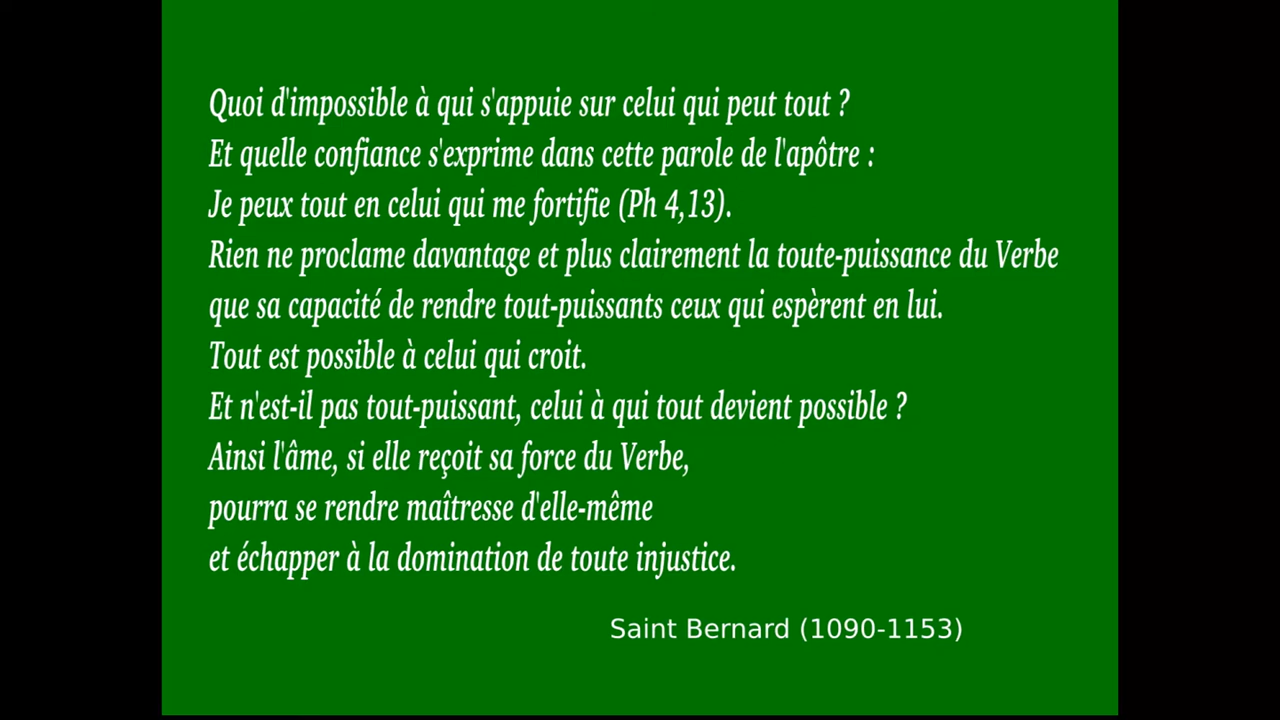 Quoi d'impossible à qui s'appuie sur celui qui peut tout ?
Et quelle confiance s'exprime dans cette parole de l'apôtre :
Je peux tout en celui qui me fortifie (Ph 4,13).
Rien ne proclame davantage et plus clairement la toute-puissance du Verbe
que sa capacité de rendre tout-puissants ceux qui espèrent en lui.
Tout est possible à celui qui croit.
Et n'est-il pas tout-puissant, celui à qui tout devient possible ?
Ainsi l'âme, si elle reçoit sa force du Verbe,
pourra se rendre maîtresse d'elle-même
et échapper à la domination de toute injustice.
Saint Bernard (1090-1153)